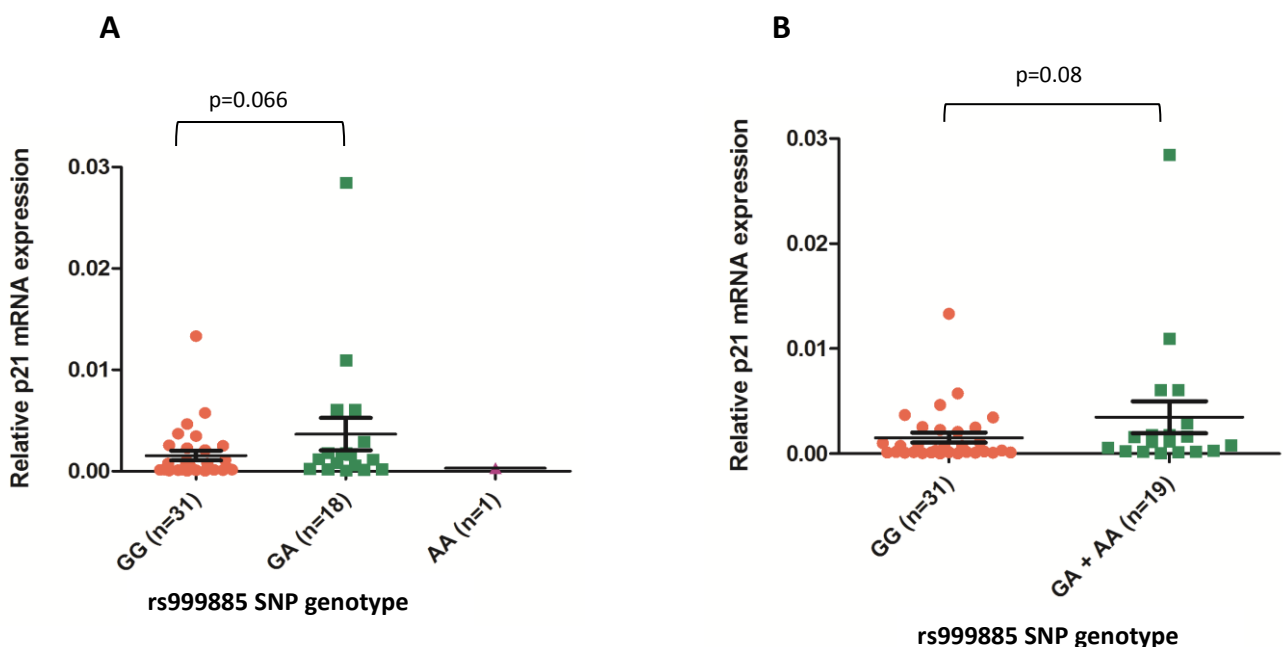 A
p=0.066
Relative p21 mRNA expression
0.03
0.02
0.01
0.00
GG (n=31)
GA (n=18)
AA (n=1)
rs999885 SNP genotype
B
p=0.08
Relative p21 mRNA expression
0.03
0.02
0.01
0.00
GG (n=31)
GA + AA (n=19)
rs999885 SNP genotype